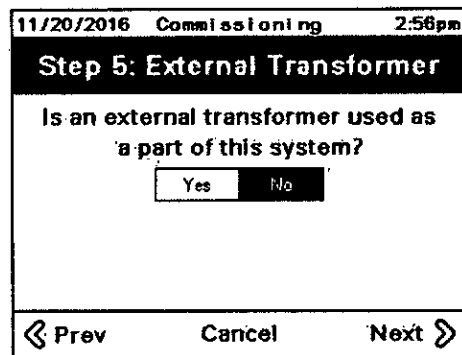 11/20/2016 Commissioning 2:56pm
Step 5: External Transformer
Is an external transformer used as
a part of this system?
Yes No
Prev Cancel Next